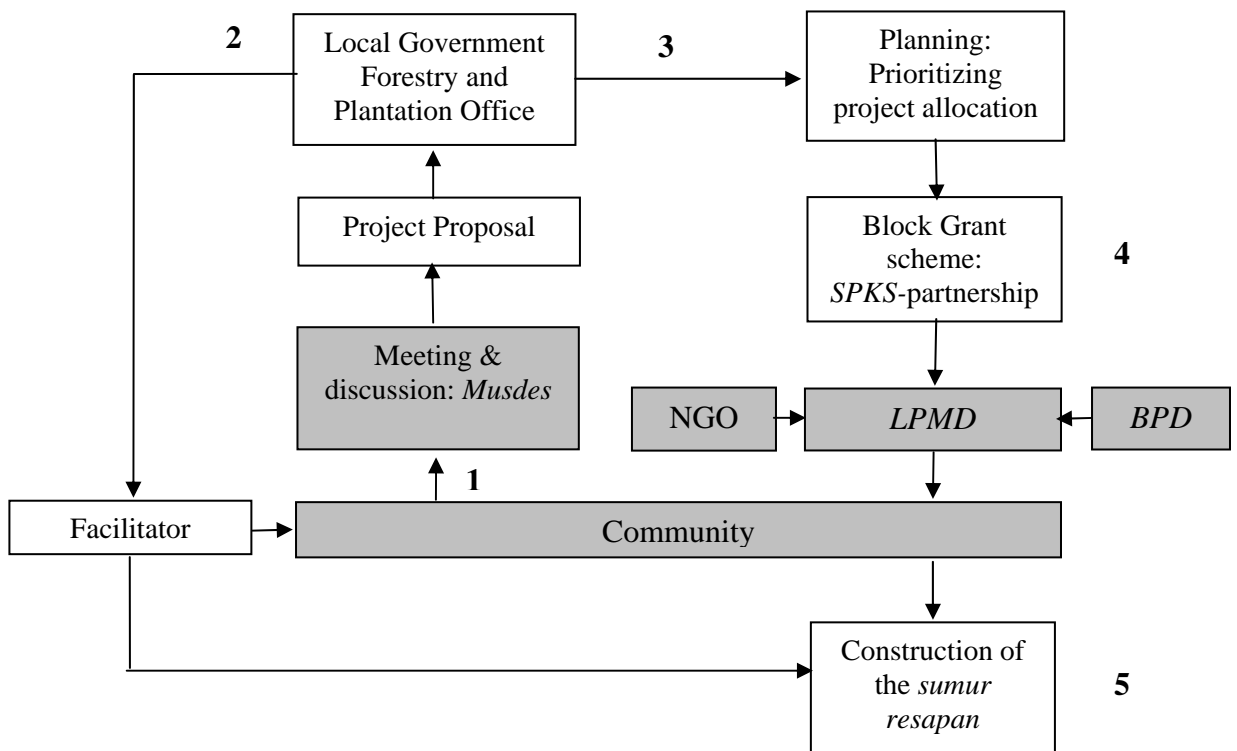 2
Local Government
Forestry and
Plantation Office
3
Planning:
Prioritizing
project allocation
Project Proposal
Block Grant
scheme:
SPKS-partnership
4
Meeting &
discussion: Musdes
NGO
LPMD
BPD
1
Facilitator
Community
Construction of
the sumur
resapan
5